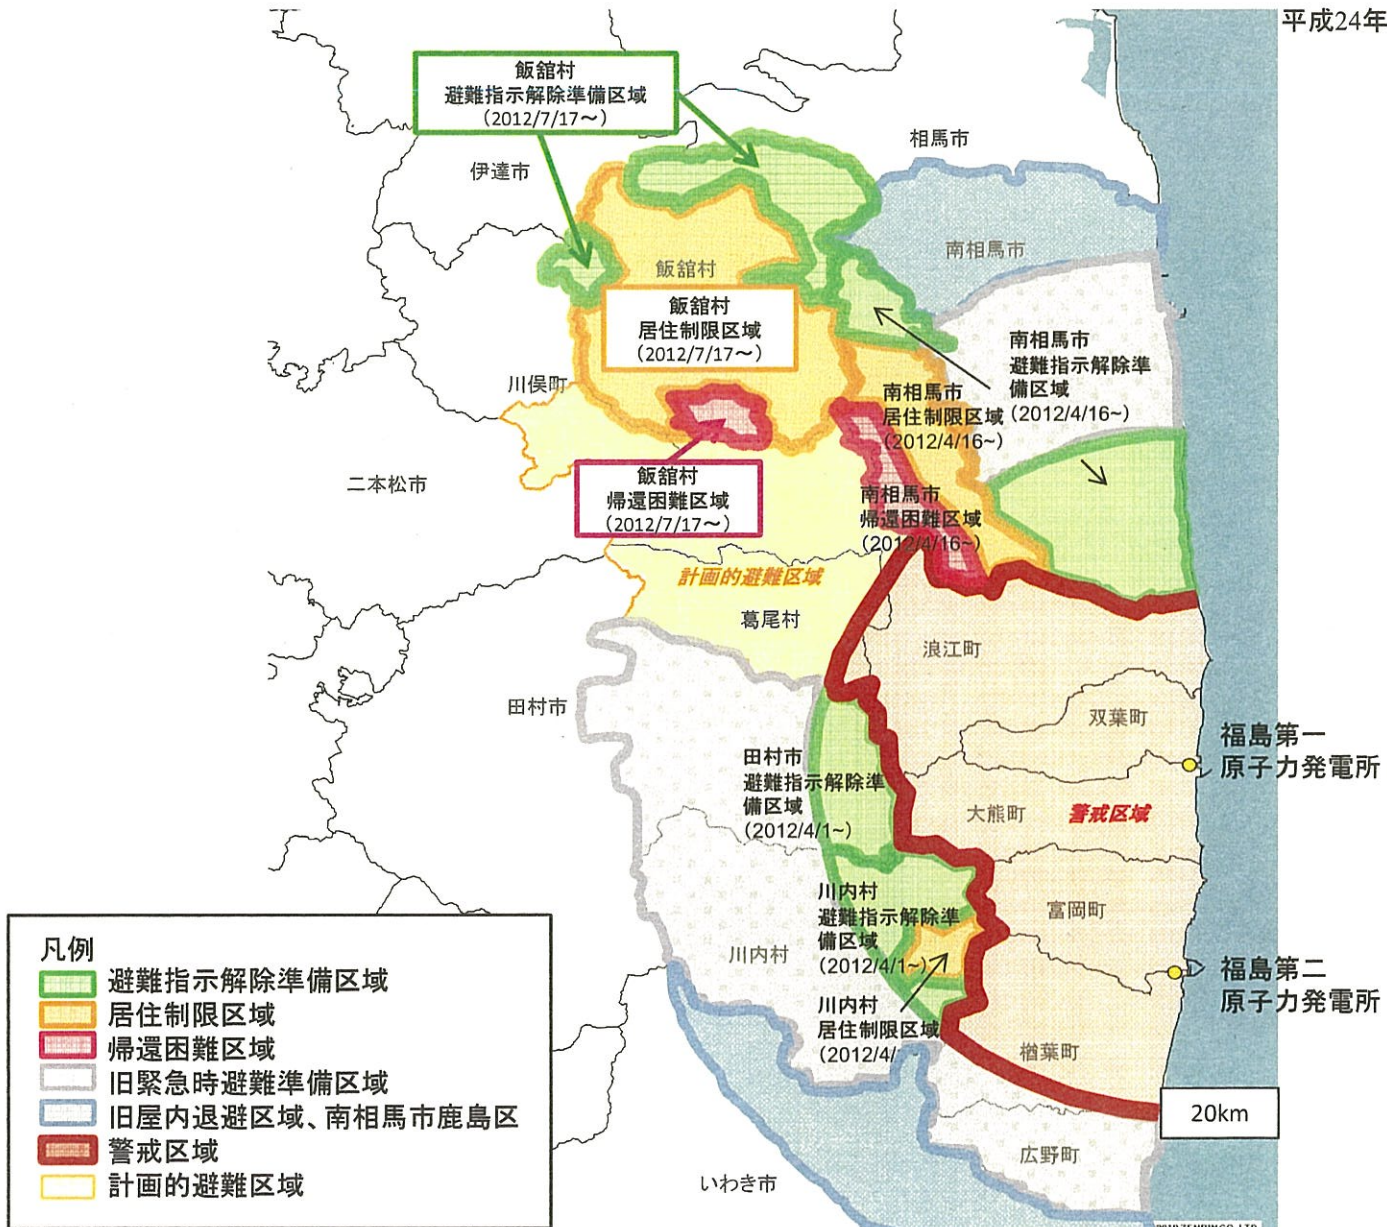 平成24年
飯舘村
避難指示解除準備区域
(2012/7/17～)
相馬市
伊達市
南相馬市
飯舘村
飯舘村
居住制限区域
(2012/7/17～)
南相馬市
避難指示解除準
備区域
(2012/4/16~)
川俣町
南相馬市
居住制限区域
(2012/4/16~)
二本松市
飯舘村
帰還困難区域
(2012/7/17～)
南相馬市
帰還困難区域
(2012/4/16~)
計画的避難区域
葛尾村
浪江町
田村市
双葉町
福島第一
原子力発電所
田村市
避難指示解除準
備区域
(2012/4/1~)
大熊町
警戒区域
川内村
避難指示解除準
備区域
(2012/4/1~)
富岡町
川内村
福島第二
原子力発電所
川内村
居住制限区域
(2012/4/
楢葉町
20km
広野町
いわき市
凡例
避難指示解除準備区域
居住制限区域
帰還困難区域
旧緊急時避難準備区域
旧屋内退避区域、南相馬市鹿島区
警戒区域
計画的避難区域